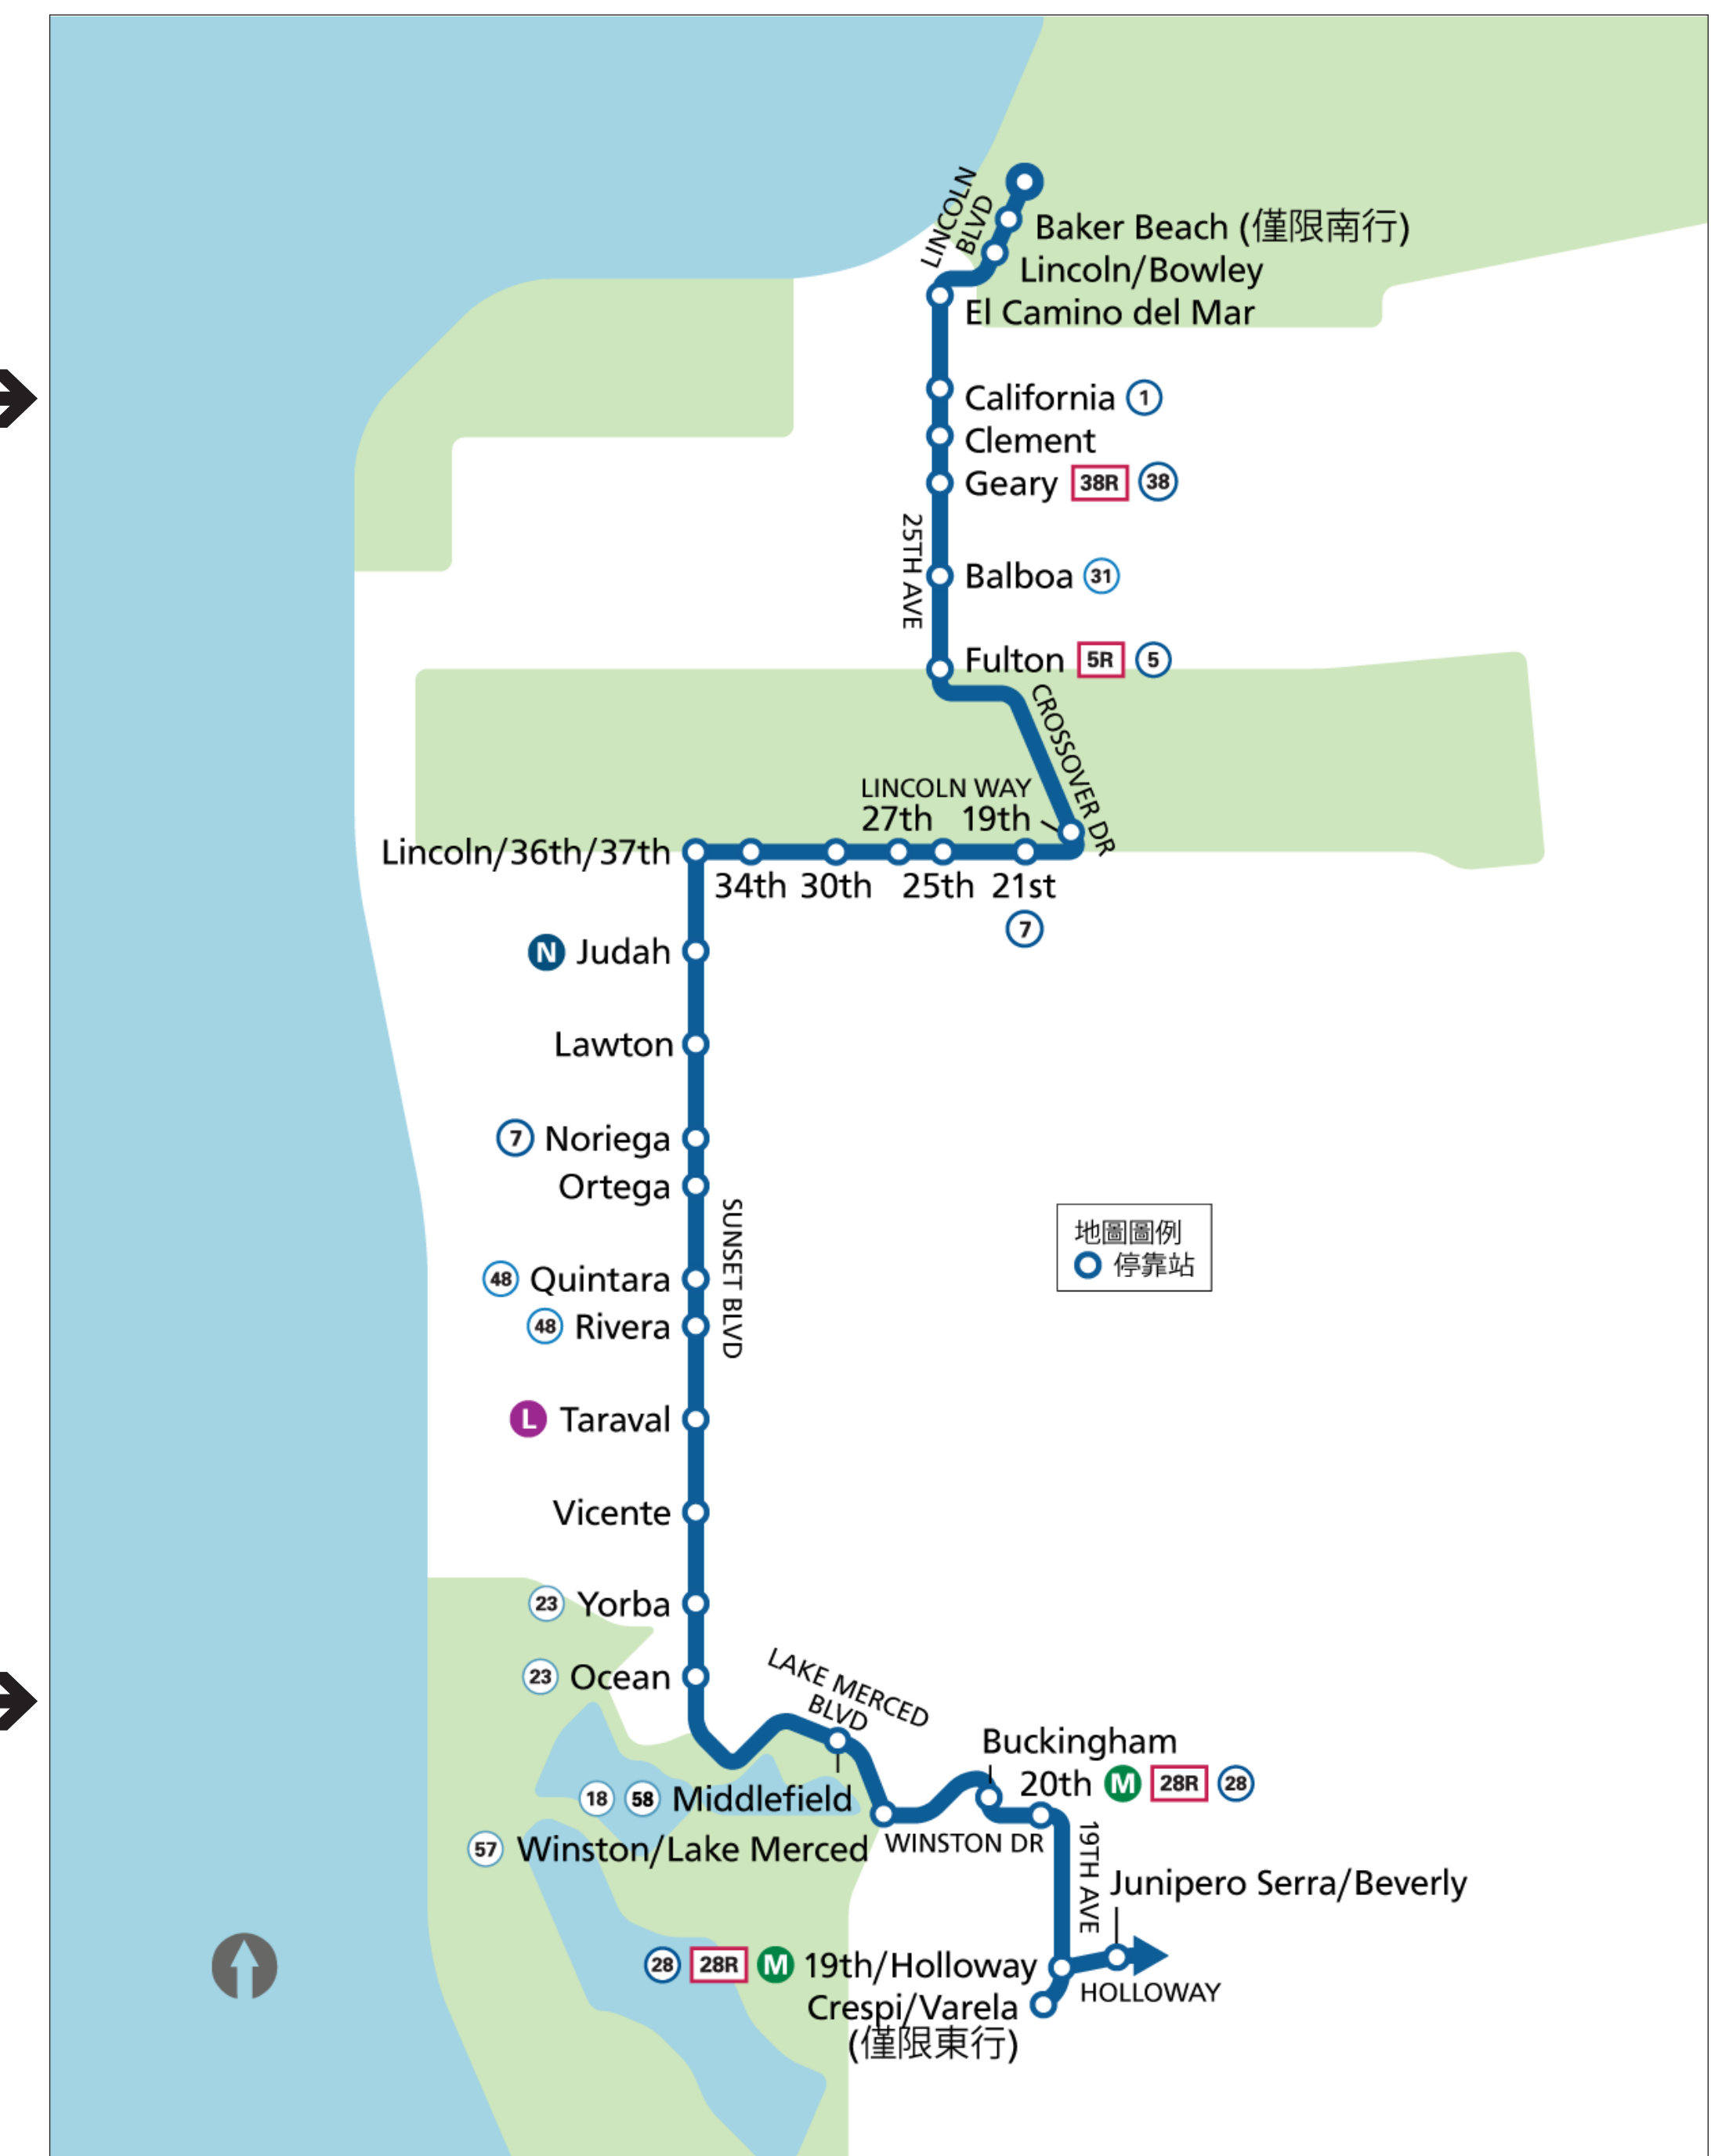 LINCOLN
BLVD
Baker Beach (僅限南行)
Lincoln/Bowley
El Camino del Mar
California 1
Clement
Geary 38R 38
25TH AVE
Balboa 31
Fulton 5R 5
CROSSOVER DR
LINCOLN WAY
27th 19th
Lincoln/36th/37th
34th 30th 25th 21st
7
N Judah
Lawton
7 Noriega
Ortega
SUNSET BLVD
地圖圖例
停靠站
48 Quintara
48 Rivera
L Taraval
Vicente
23 Yorba
23 Ocean
LAKE MERCED
BLVD
Buckingham
20th M 28R 28
18 58 Middlefield
57 Winston/Lake Merced
WINSTON DR
19TH AVE
Junipero Serra/Beverly
28 28R M 19th/Holloway
HOLLOWAY
Crespi/Varela
(僅限東行)